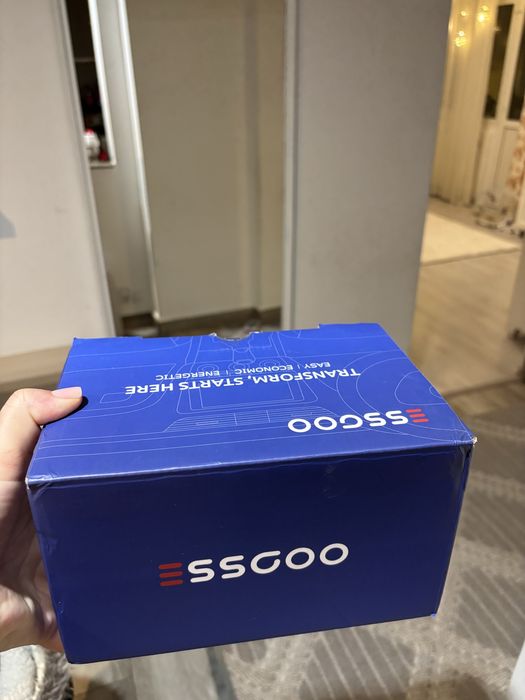 TRANSFORM, STARTS HERE
EASY | ECONOMIC | ENERGETIC
ESSGOO
ESSGOO